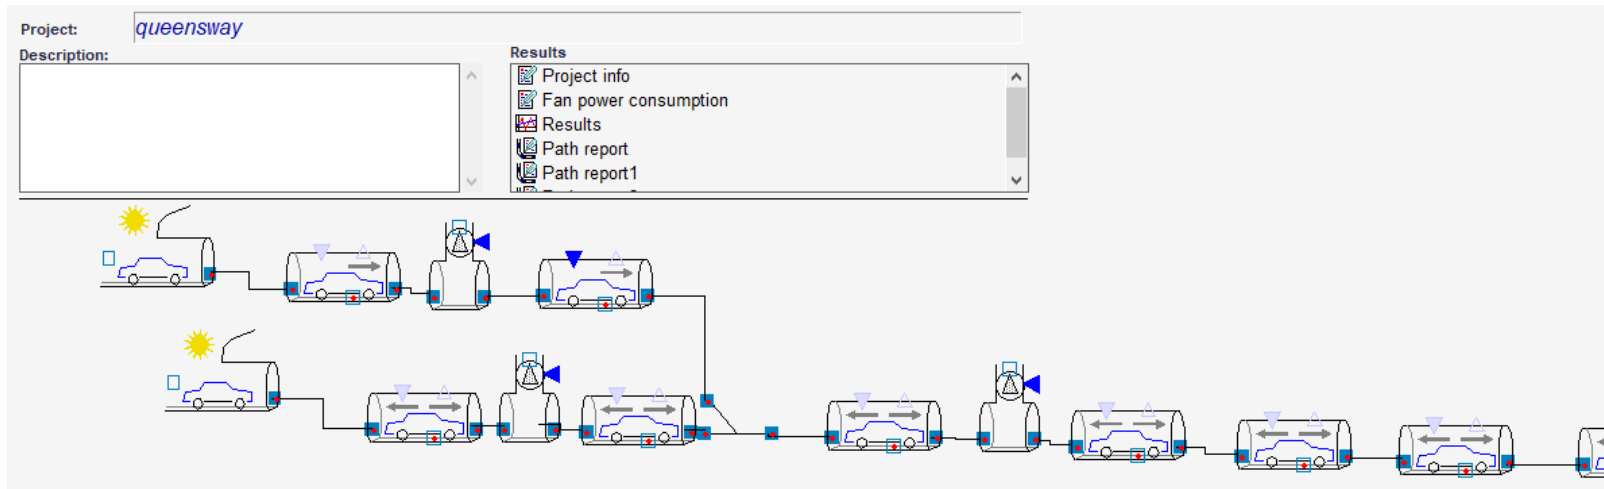 Project: queensway
Description:
Results
Project info
Fan power consumption
Results
Path report
Path report1